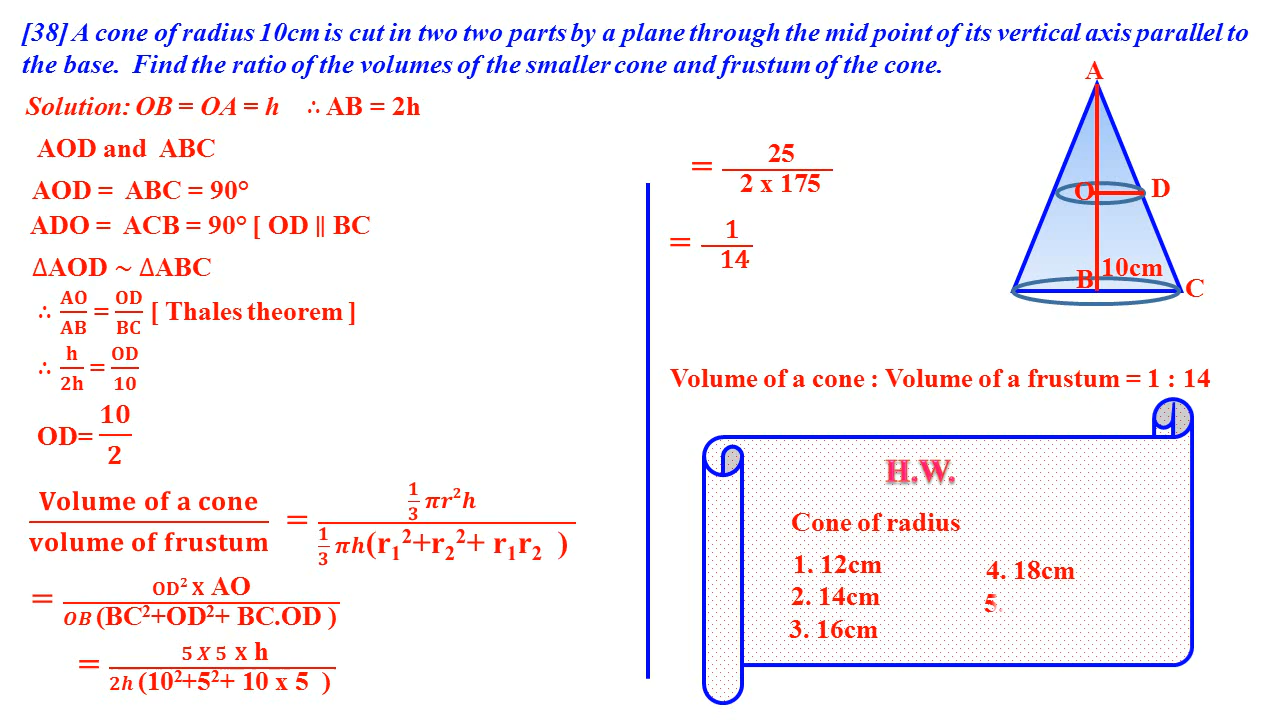 [38] A cone of radius 10cm is cut in two two parts by a plane through the mid point of its vertical axis parallel to
the base. Find the ratio of the volumes of the smaller cone and frustum of the cone.
Solution: OB = OA = h ∴ AB = 2h
AOD and ABC
AOD = ABC = 90°
ADO = ACB = 90° [ OD || BC
∆AOD ~ ∆ABC
∴ AO/AB = OD/BC [ Thales theorem ]
∴ h/2h = OD/10
OD= 10/2
Volume of a cone / volume of frustum = 1/3 πr²h / 1/3 πh(r₁²+r₂²+ r₁r₂ )
= OD² X AO / OB (BC²+OD²+ BC.OD )
= 5 X 5 x h / 2h (10²+5²+ 10 x 5 )
= 25 / 2 x 175
= 1 / 14
A
O
D
B
10cm
C
Volume of a cone : Volume of a frustum = 1 : 14
H.W.
Cone of radius
1. 12cm
2. 14cm
3. 16cm
4. 18cm
5.